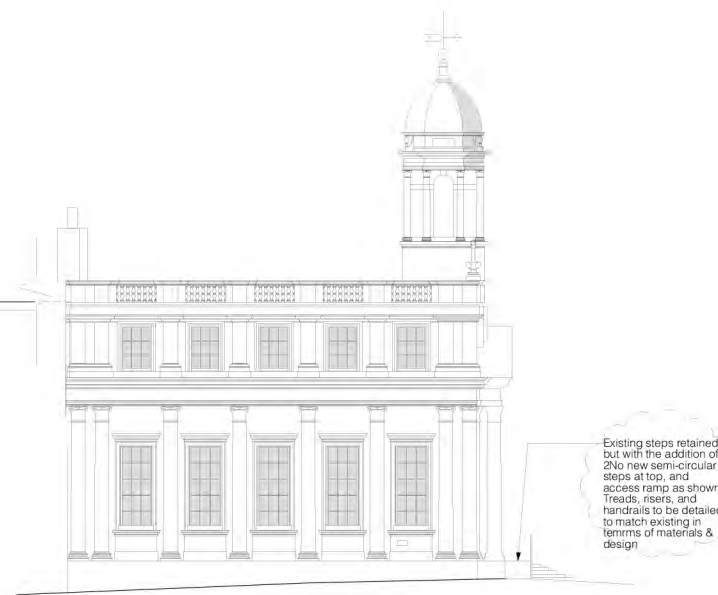 Existing steps retained
but with the addition of
2No new semi-circular
steps at top, and
access ramp as shown
Treads, risers, and
handrails to be detailed
to match existing in
temrms of materials &
design